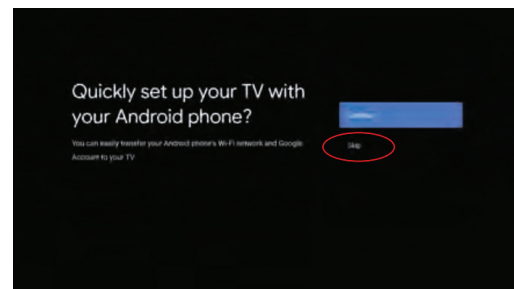 Quickly set up your TV with
your Android phone?
You can easily transfer your Android phone's Wi-Fi network and Google
Account to your TV
Skip